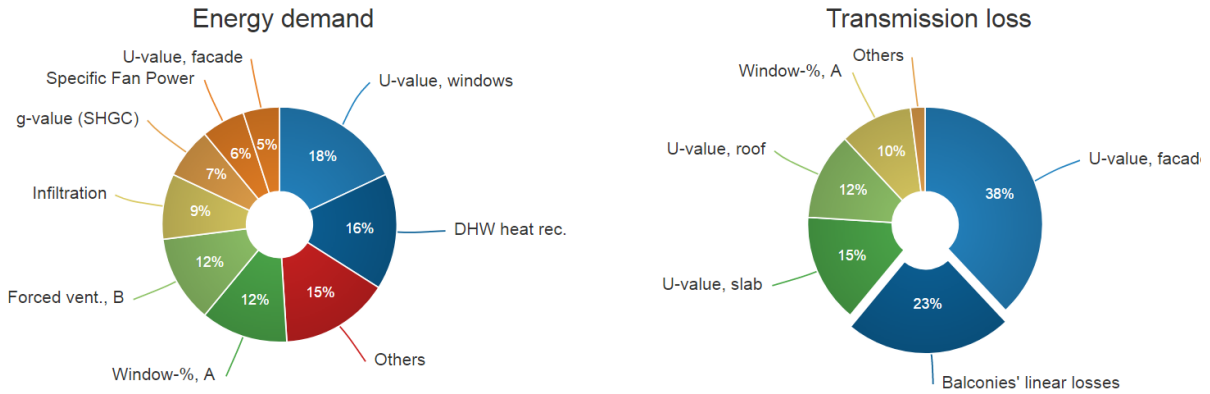 Energy demand
U-value, facade
Specific Fan Power
U-value, windows
g-value (SHGC)
Infiltration
DHW heat rec.
Forced vent., B
Others
Window-%, A
18%
16%
15%
12%
12%
9%
7%
6%
5%
Transmission loss
Others
Window-%, A
U-value, roof
U-value, facad
U-value, slab
Balconies' linear losses
38%
23%
15%
12%
10%